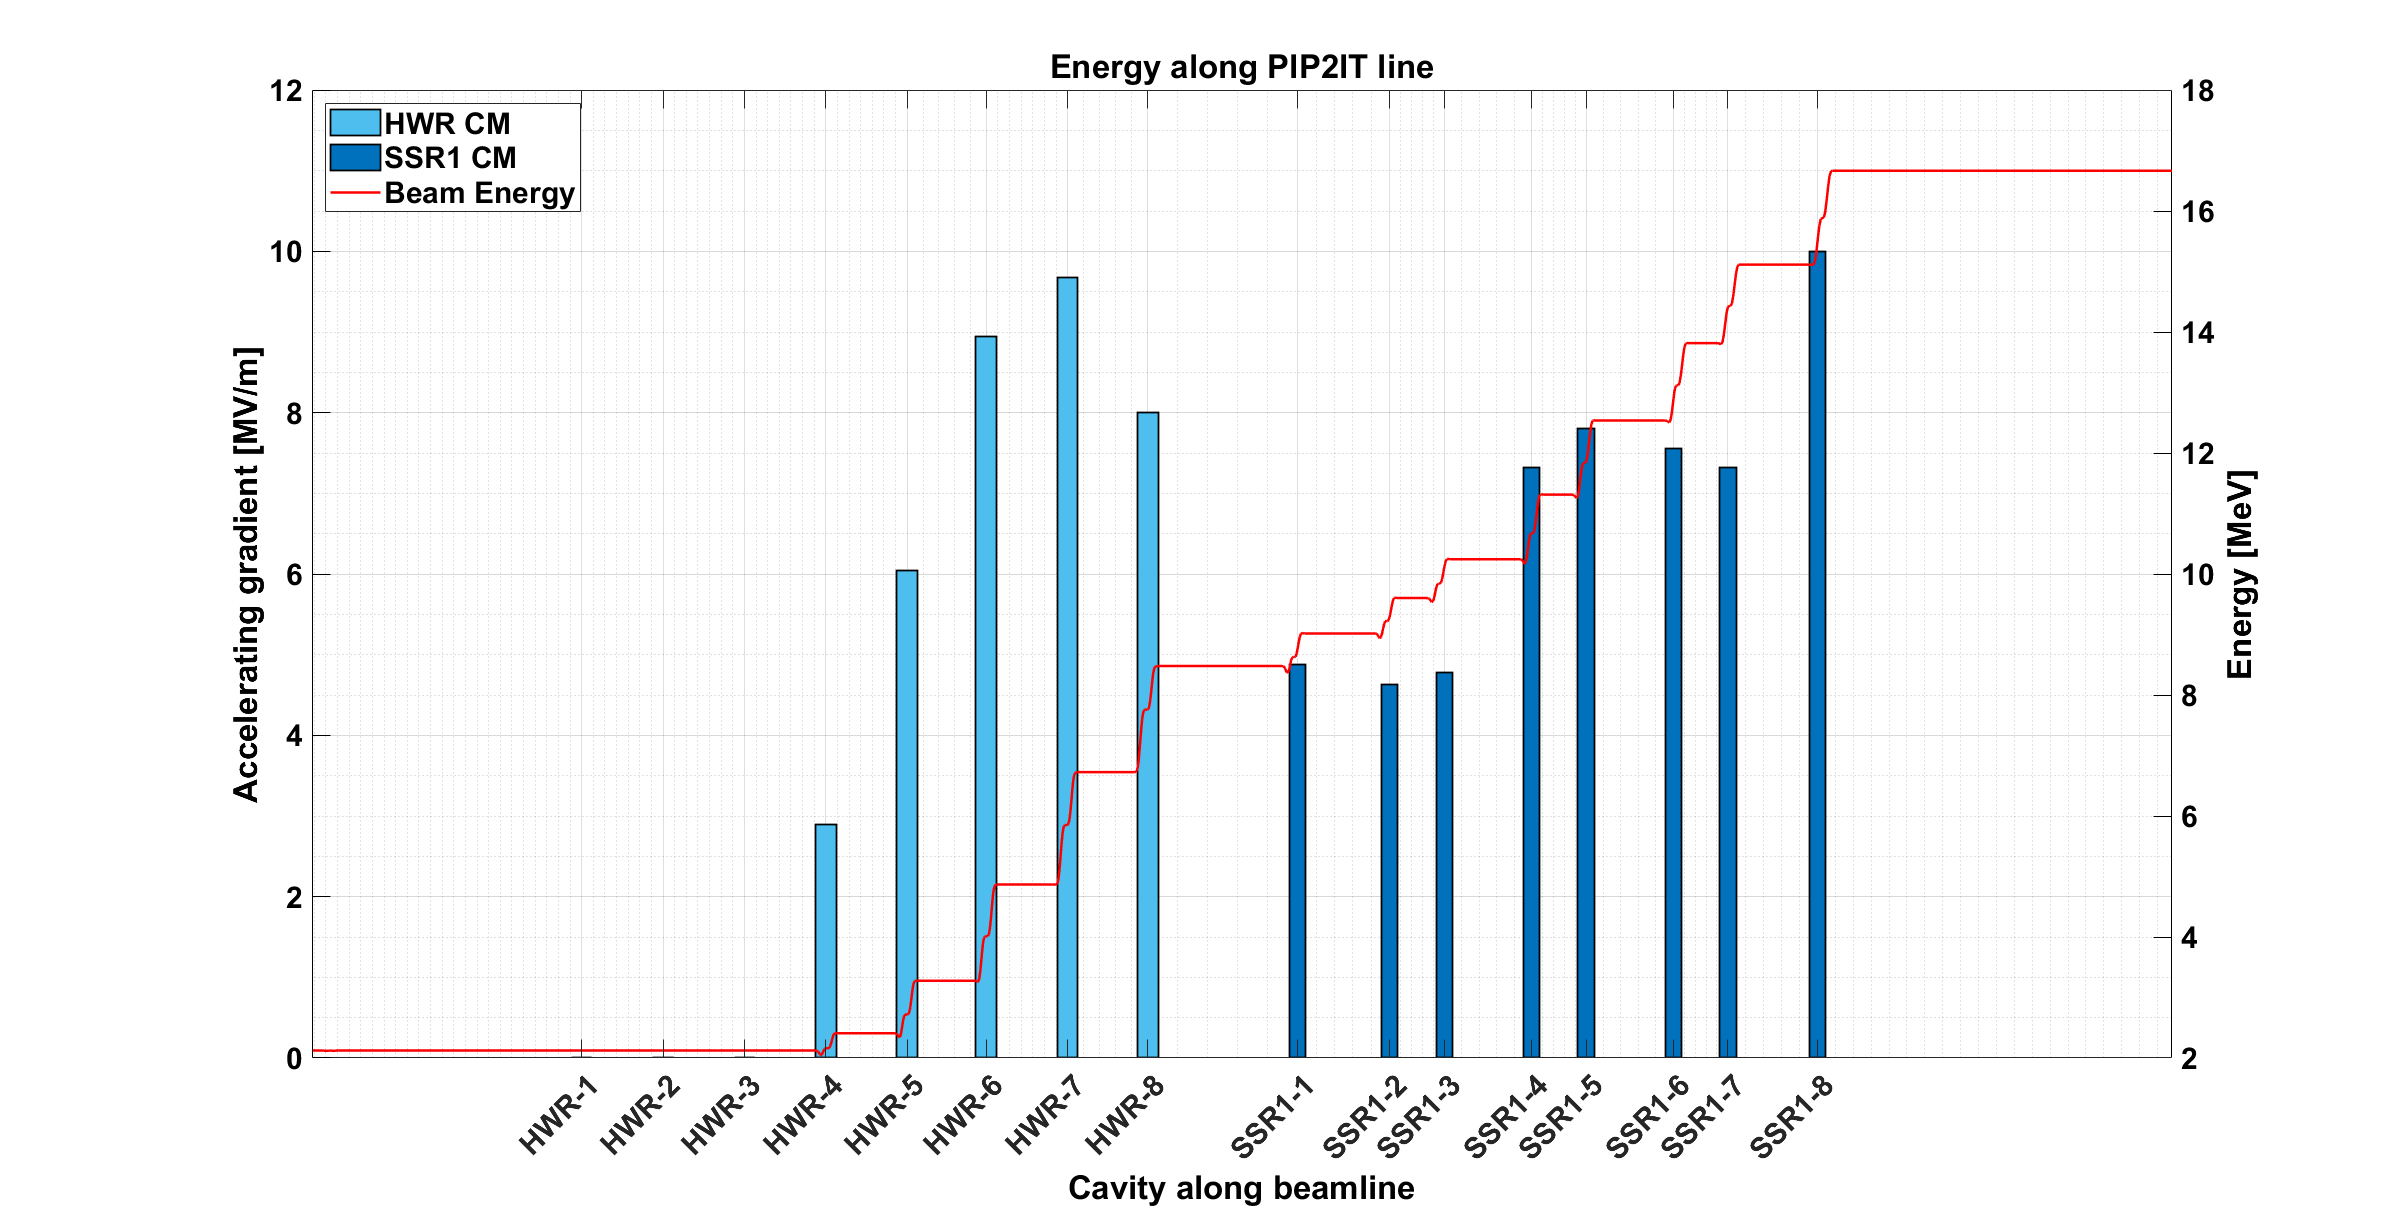 Energy along PIP2IT line
HWR CM
SSR1 CM
Beam Energy
Accelerating gradient [MV/m]
12
10
8
6
4
2
0
18
16
14
12
10
8
6
4
2
Energy [MeV]
HWR-1
HWR-2
HWR-3
HWR-4
HWR-5
HWR-6
HWR-7
HWR-8
SSR1-1
SSR1-2
SSR1-3
SSR1-4
SSR1-5
SSR1-6
SSR1-7
SSR1-8
Cavity along beamline